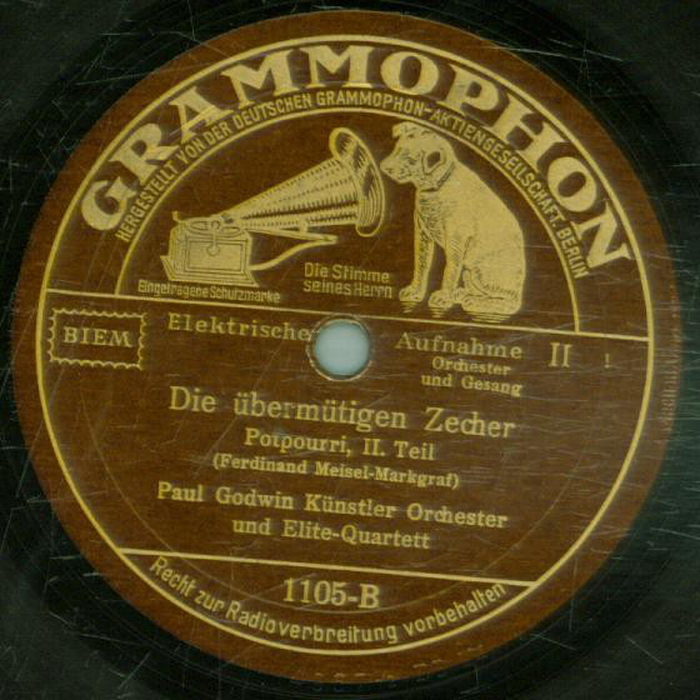 GRAMMOPHON
HERGESTELLT VON DER DEUTSCHEN GRAMMOPHON-AKTIENGESELLSCHAFT. BERLIN
Die Stimme
seines Herrn
Eingetragene Schutzmarke
BIEM
Elektrische Aufnahme II !
Orchester
und Gesang
Die übermütigen Zecher
Potpourri, II. Teil
(Ferdinand Meisel-Markgraf)
Paul Godwin Künstler Orchester
und Elite-Quartett
1105-B
Recht zur Radioverbreitung vorbehalten